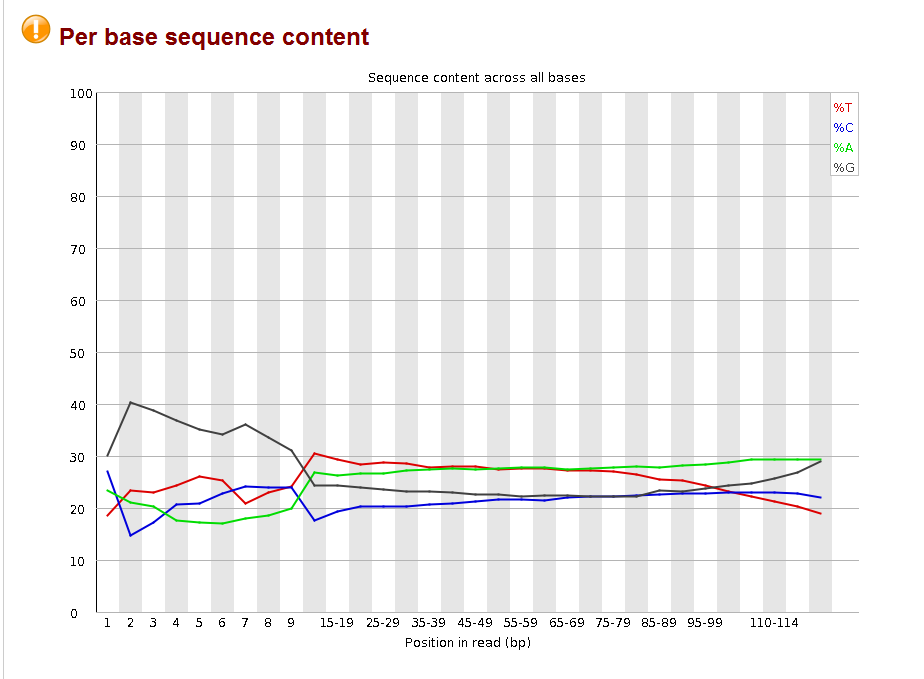 Per base sequence content
Sequence content across all bases
%T
%C
%A
%G
100
90
80
70
60
50
40
30
20
10
0
1 2 3 4 5 6 7 8 9 15-19 25-29 35-39 45-49 55-59 65-69 75-79 85-89 95-99 110-114
Position in read (bp)